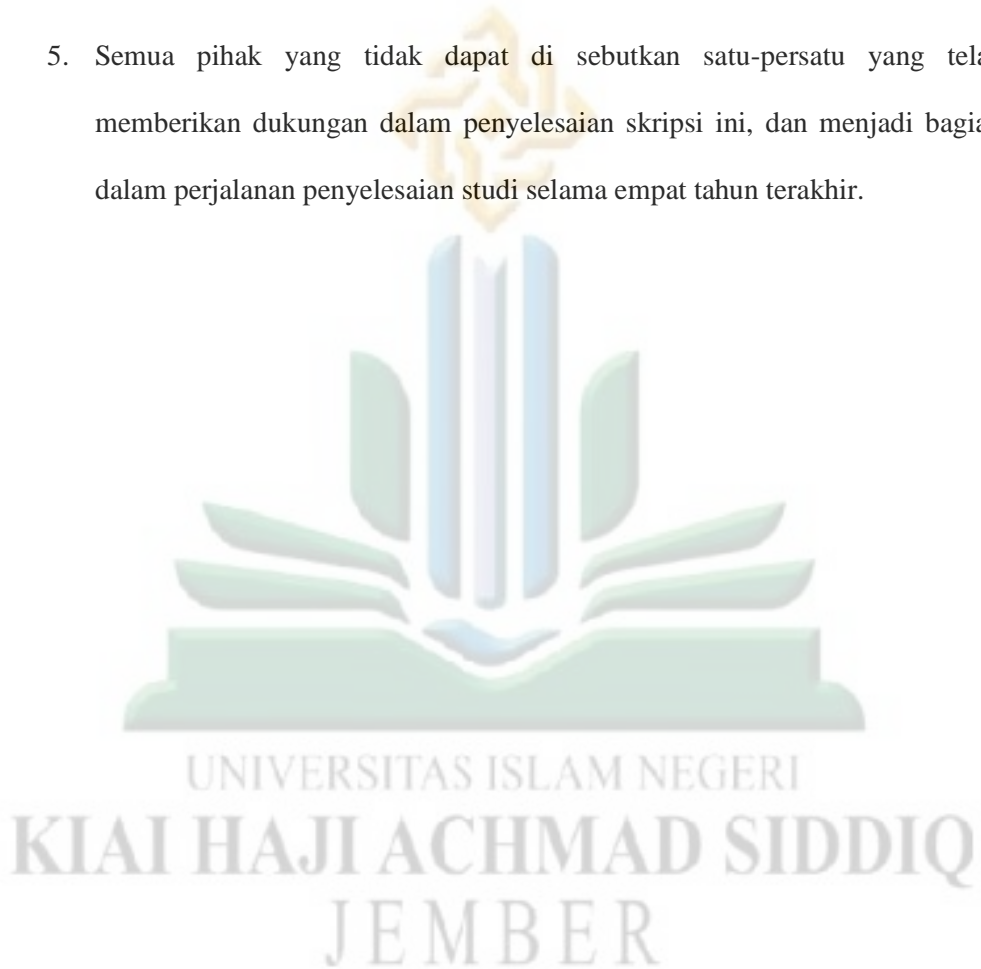 5. Semua pihak yang tidak dapat di sebutkan satu-persatu yang tela
memberikan dukungan dalam penyelesaian skripsi ini, dan menjadi bagia
dalam perjalanan penyelesaian studi selama empat tahun terakhir.
UNIVERSITAS ISLAM NEGERI
KIAI HAJI ACHMAD SIDDIQ
JEMBER